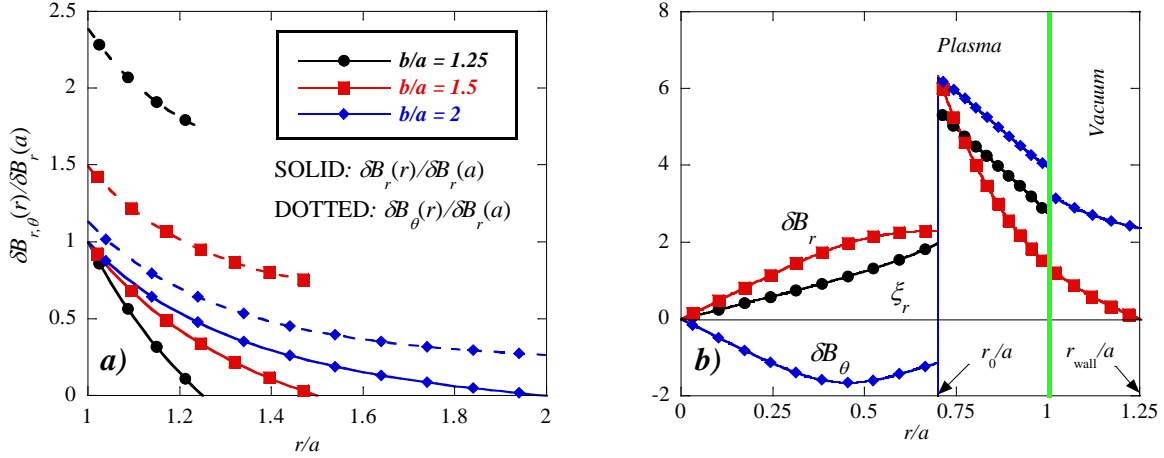 2.5
2
1.5
1
0.5
0
1
1.2
1.4
1.6
1.8
2
r/a
δB_{r,θ}(r)/δB_r(a)
a)
b/a = 1.25
b/a = 1.5
b/a = 2
SOLID: δB_r(r)/δB_r(a)
DOTTED: δB_θ(r)/δB_r(a)
8
6
4
2
0
-2
0
0.25
0.5
0.75
1
1.25
r/a
b)
Plasma
Vacuum
δB_r
ξ_r
δB_θ
r_0/a
r_wall/a